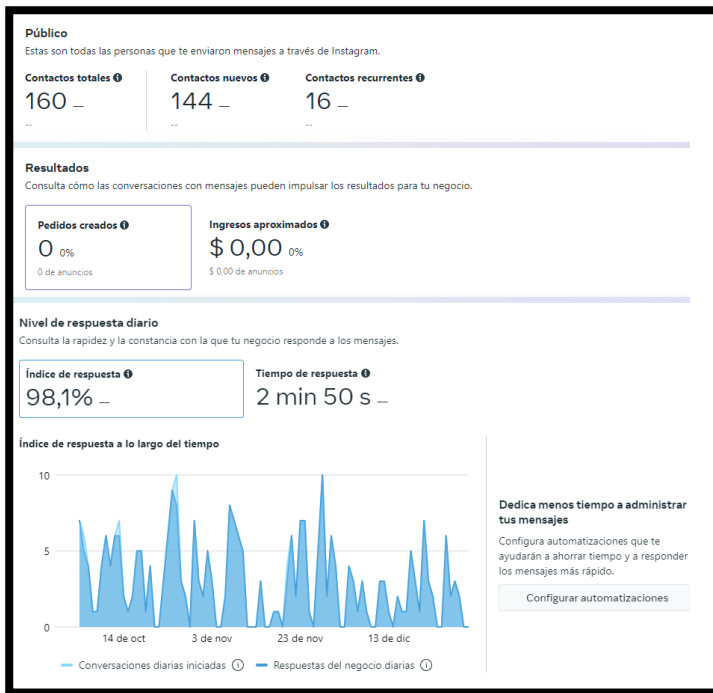 Público
Estas son todas las personas que te enviaron mensajes a través de Instagram.
Contactos totales Contactos nuevos Contactos recurrentes
160 — 144 — 16 —
-- -- --
Resultados
Consulta cómo las conversaciones con mensajes pueden impulsar los resultados para tu negocio.
Pedidos creados Ingresos aproximados
0 0% $ 0,00 0%
0 de anuncios $ 0,00 de anuncios
Nivel de respuesta diario
Consulta la rapidez y la constancia con la que tu negocio responde a los mensajes.
Índice de respuesta Tiempo de respuesta
98,1% — 2 min 50 s —
Índice de respuesta a lo largo del tiempo
10
5
0
14 de oct 3 de nov 23 de nov 13 de dic
Conversaciones diarias iniciadas Respuestas del negocio diarias
Dedica menos tiempo a administrar
tus mensajes
Configura automatizaciones que te
ayudarán a ahorrar tiempo y a responder
los mensajes más rápido.
Configurar automatizaciones